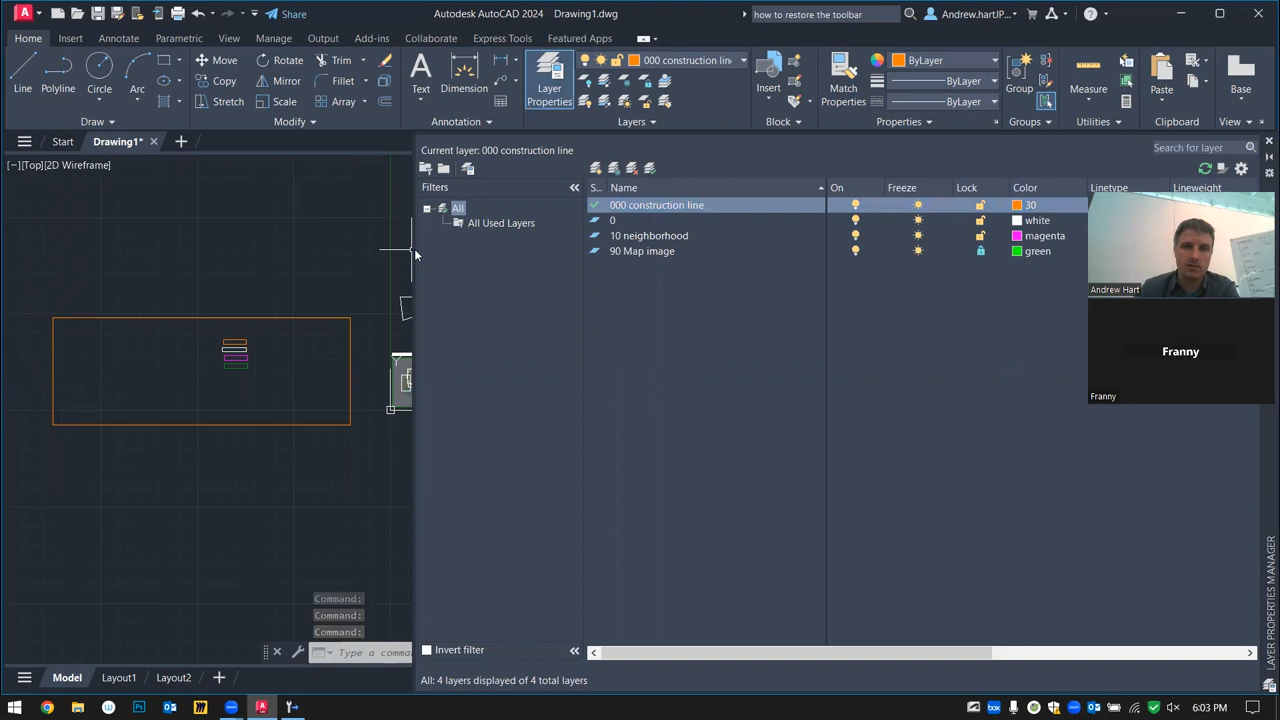 Share
Autodesk AutoCAD 2024 Drawing1.dwg
how to restore the toolbar
Andrew.hartJP...
Home Insert Annotate Parametric View Manage Output Add-ins Collaborate Express Tools Featured Apps
Line Polyline Circle Arc
Move Rotate Trim
Copy Mirror Fillet
Stretch Scale Array
Text Dimension
Layer Properties
000 construction line
Insert
Match Properties
ByLayer
ByLayer
ByLayer
Group
Measure
Paste
Base
Draw Modify Annotation Layers Block Properties Groups Utilities Clipboard View
Start Drawing1*
[−][Top][2D Wireframe]
Current layer: 000 construction line
Search for layer
Filters
All
All Used Layers
S... Name On Freeze Lock Color Linetype Lineweight
000 construction line 30
0 white
10 neighborhood magenta
90 Map image green
Andrew Hart
Franny
Franny
Command:
Command:
Command:
Type a comma
Invert filter
All: 4 layers displayed of 4 total layers
LAYER PROPERTIES MANAGER
Model Layout1 Layout2
6:03 PM